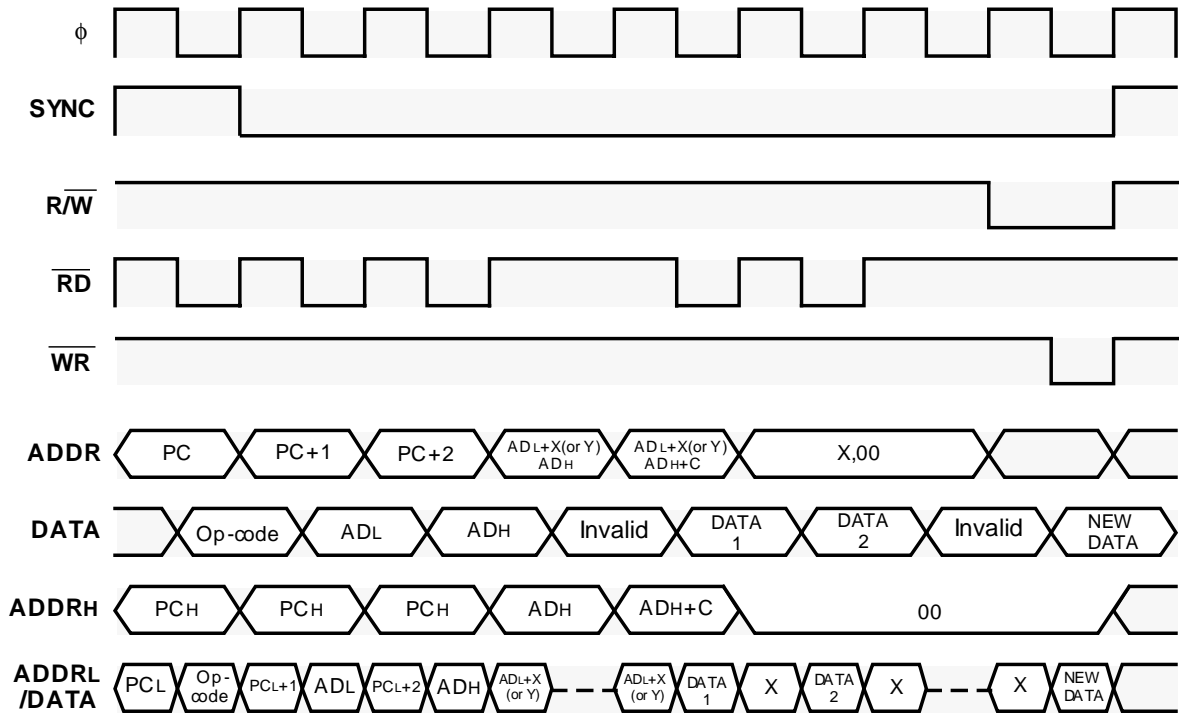 ϕ
SYNC
R/W
RD
WR
ADDR PC PC+1 PC+2 ADL+X(or Y) ADH ADL+X(or Y) ADH+C X,00
DATA Op-code ADL ADH Invalid DATA 1 DATA 2 Invalid NEW DATA
ADDRH PCH PCH PCH ADH ADH+C 00
ADDRL /DATA PCL Op-code PCL+1 ADL PCL+2 ADH ADL+X (or Y) ADL+X (or Y) DATA 1 X DATA 2 X X NEW DATA